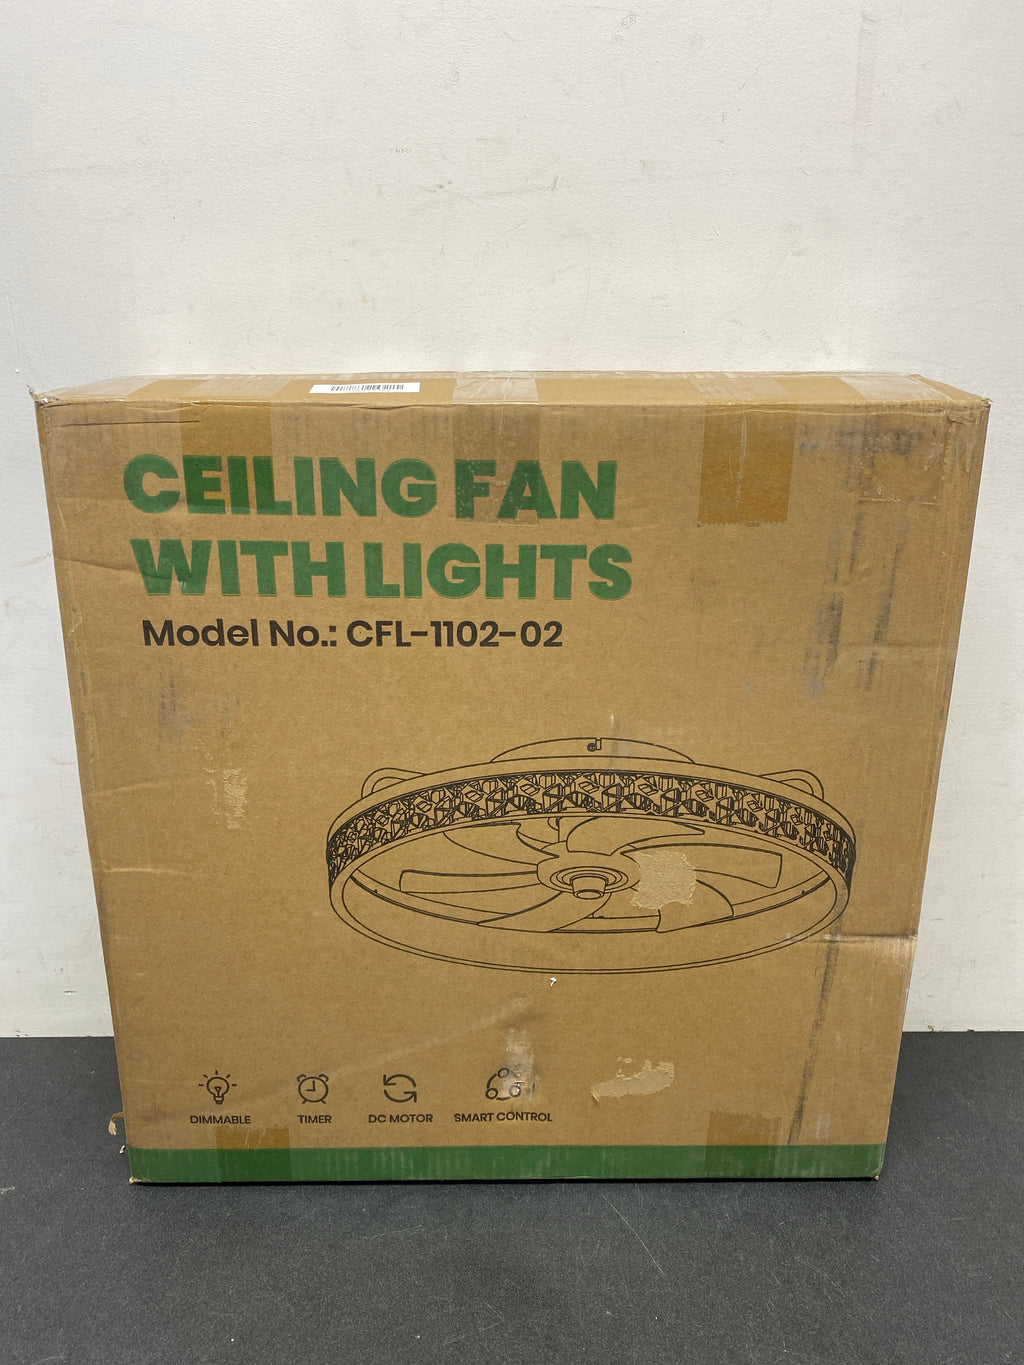 CEILING FAN
WITH LIGHTS
Model No.: CFL-1102-02
DIMMABLE
TIMER
DC MOTOR
SMART CONTROL